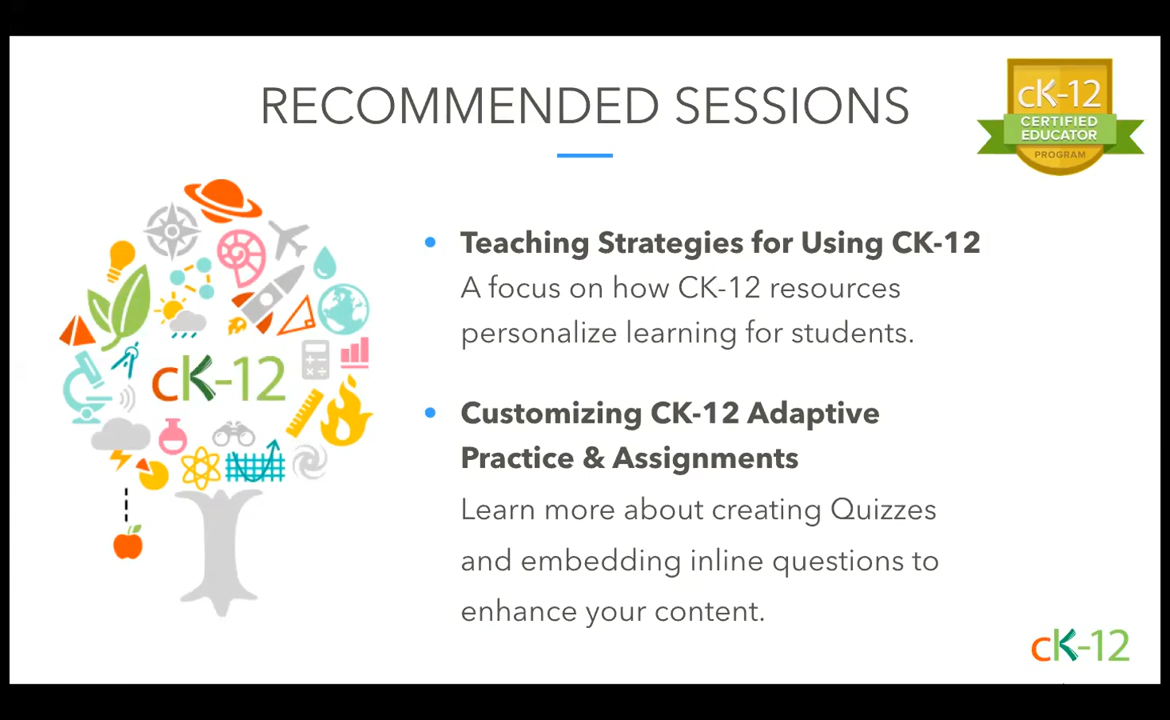 RECOMMENDED SESSIONS
cK-12
CERTIFIED
EDUCATOR
PROGRAM
• Teaching Strategies for Using CK-12
A focus on how CK-12 resources
personalize learning for students.
cK-12
• Customizing CK-12 Adaptive
Practice & Assignments
Learn more about creating Quizzes
and embedding inline questions to
enhance your content.
cK-12